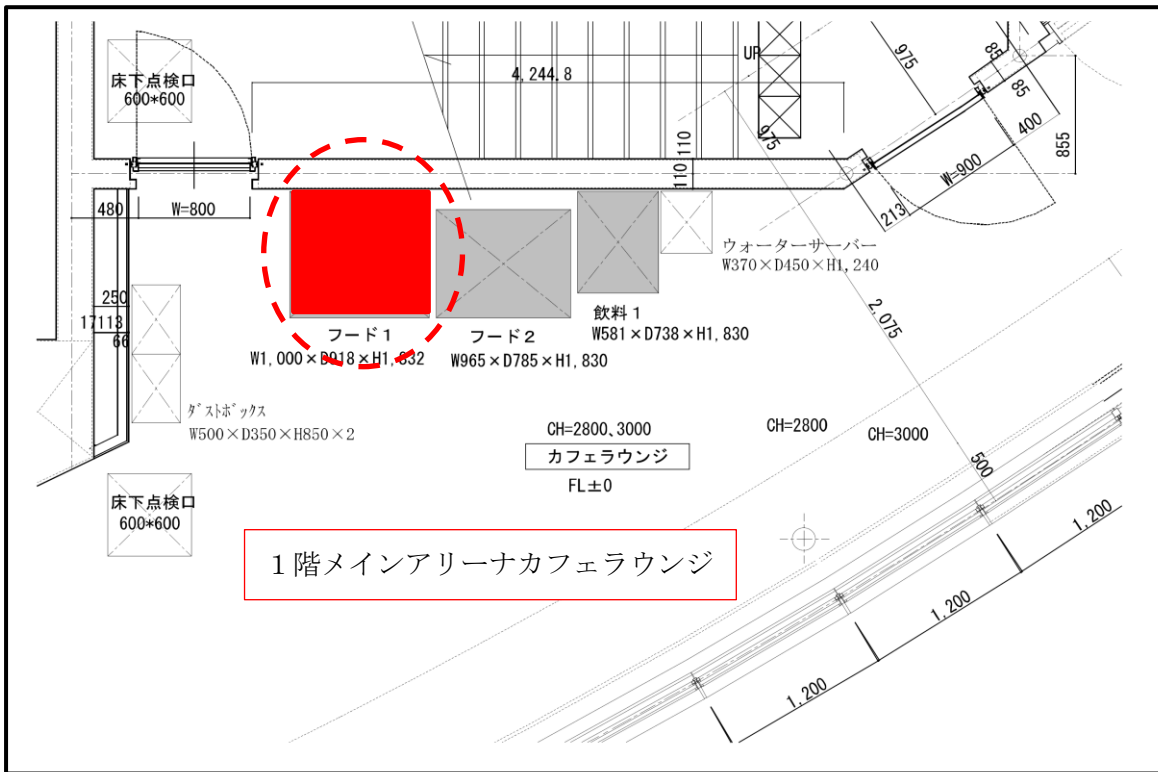 床下点検口
600*600
4,244.8
UP
975
975
85
85
400
855
110
110
W=900
213
480
W=800
ウォーターサーバー
W370×D450×H1,240
250
17113
66
フード1
W1,000×D918×H1,832
フード2
W965×D785×H1,830
飲料1
W581×D738×H1,830
2,075
ダストボックス
W500×D350×H850×2
CH=2800、3000
カフェラウンジ
FL±0
CH=2800
CH=3000
500
床下点検口
600*600
1階メインアリーナカフェラウンジ
1,200
1,200
1,200